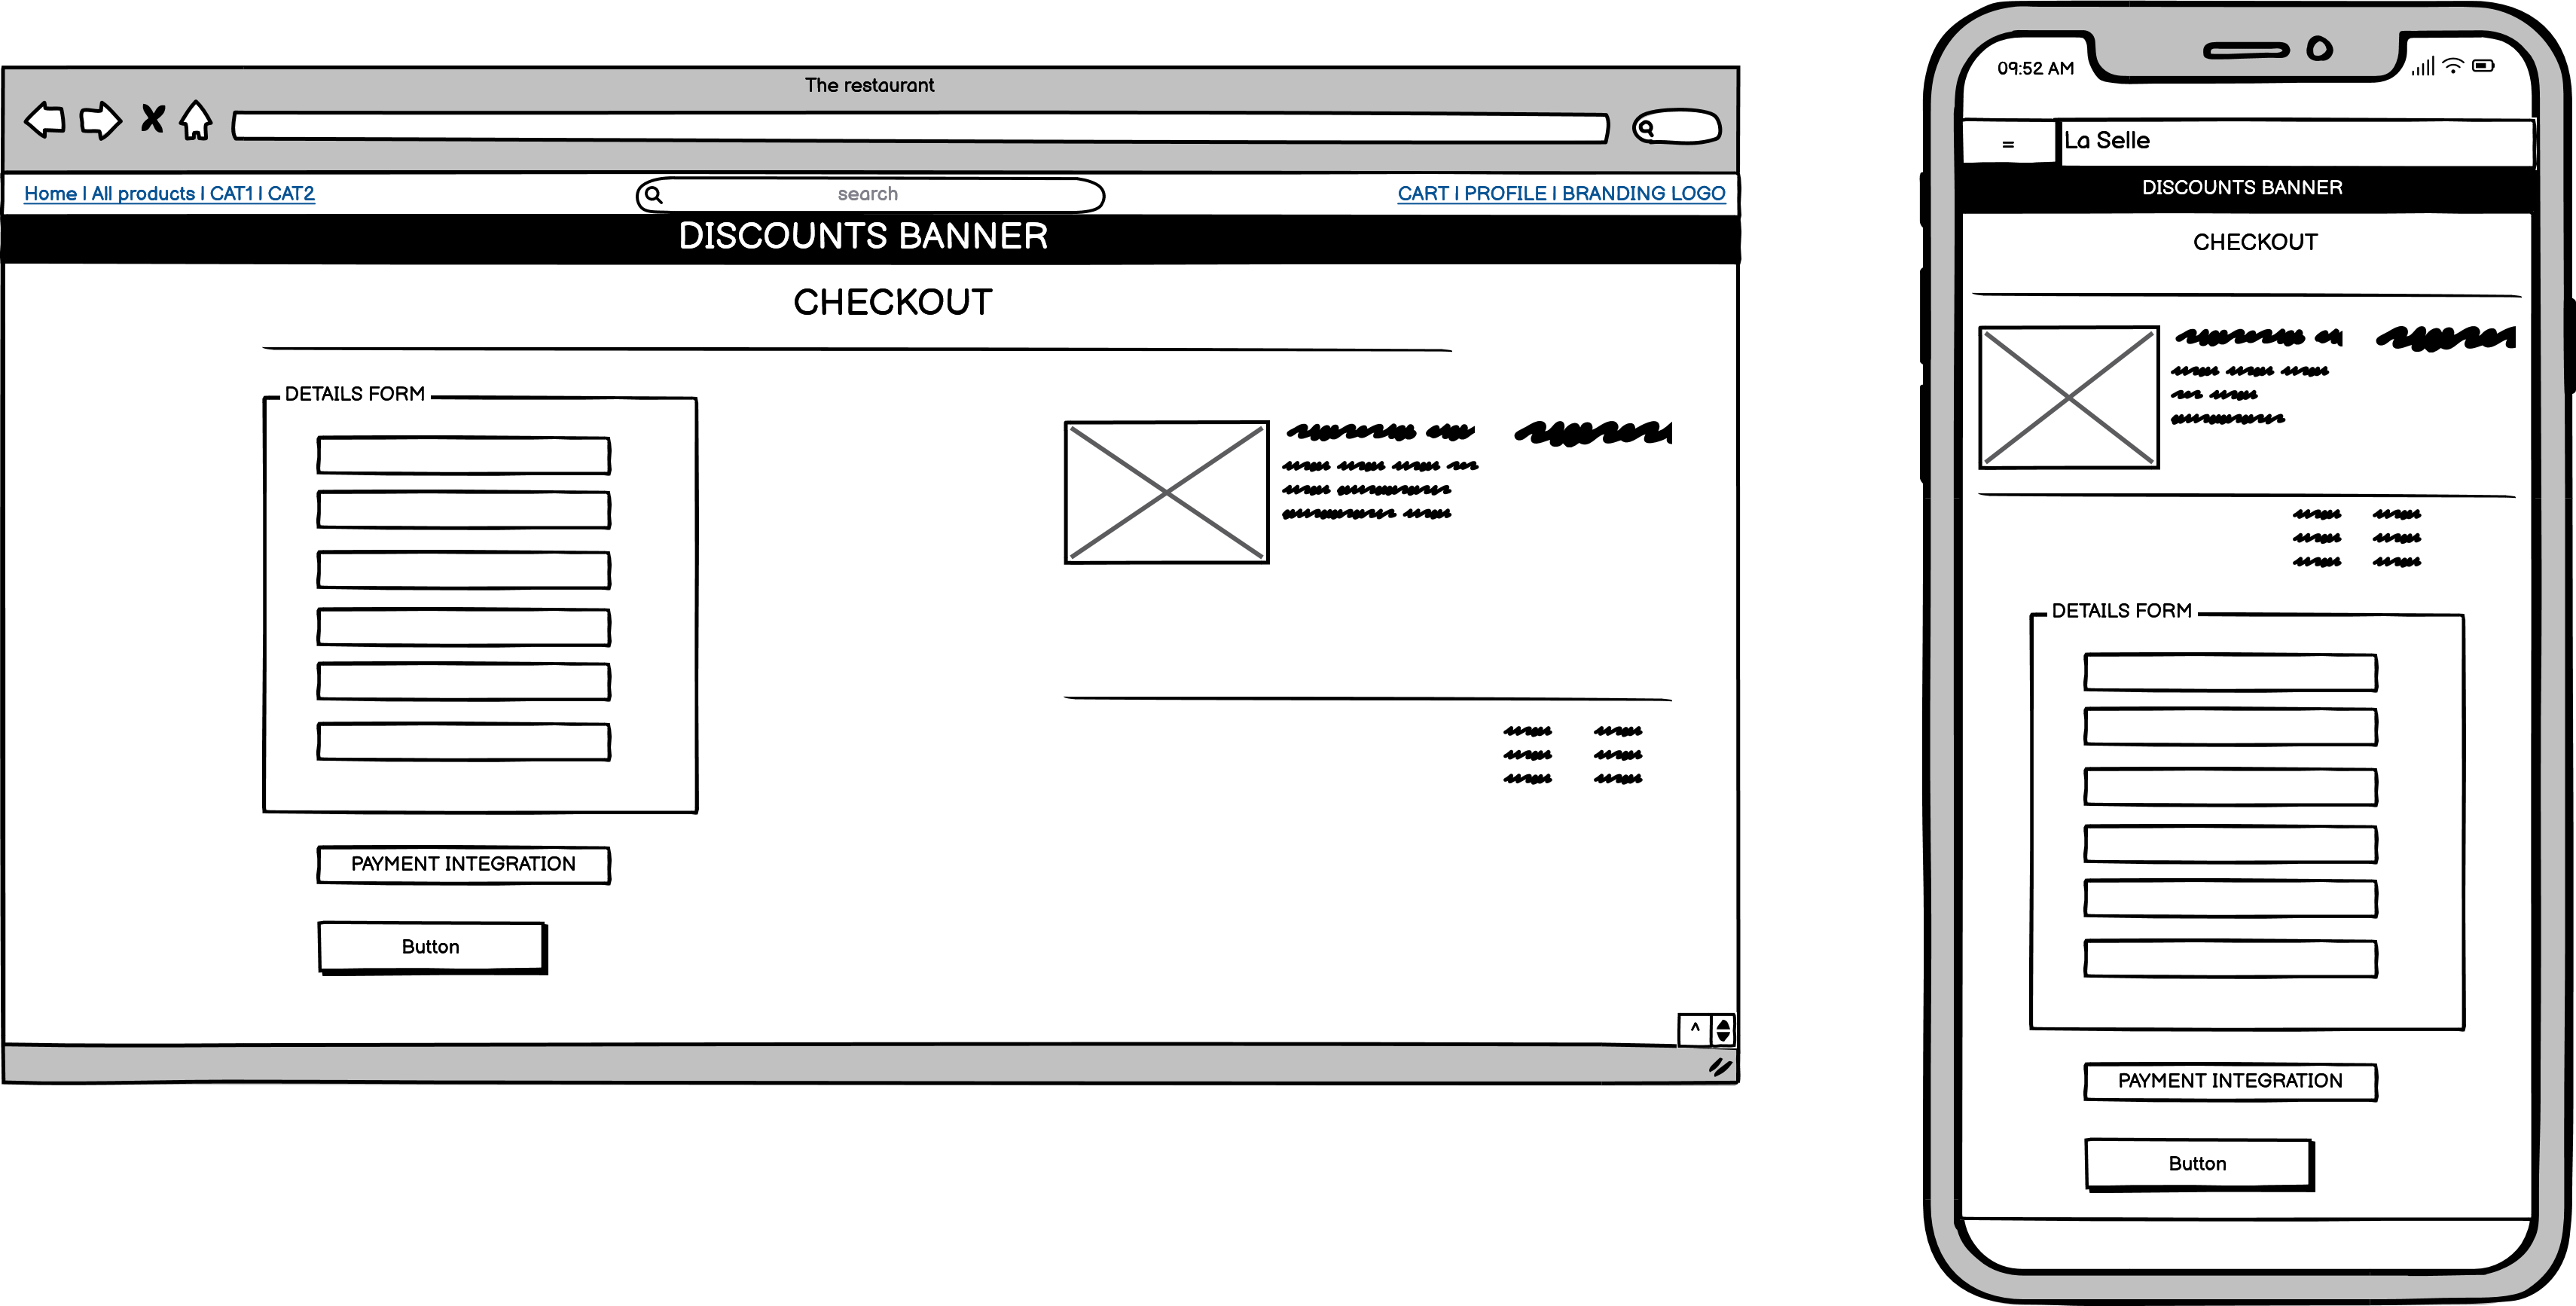 The restaurant
Home | All products | CAT1 | CAT2
search
CART | PROFILE | BRANDING LOGO
DISCOUNTS BANNER
CHECKOUT
DETAILS FORM
PAYMENT INTEGRATION
Button
^
09:52 AM
=
La Selle
DISCOUNTS BANNER
CHECKOUT
DETAILS FORM
PAYMENT INTEGRATION
Button